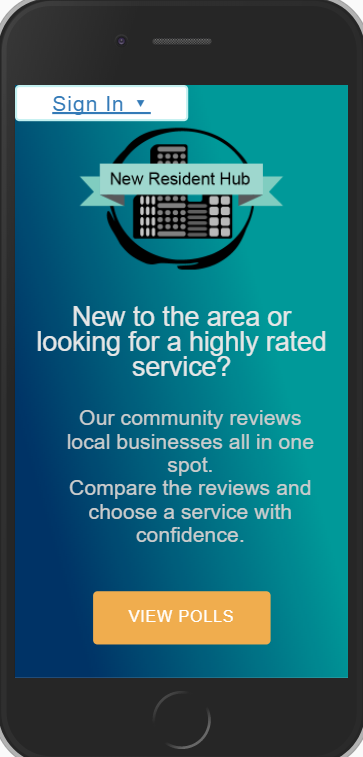 Sign In ▼
New Resident Hub
New to the area or
looking for a highly rated
service?
Our community reviews
local businesses all in one
spot.
Compare the reviews and
choose a service with
confidence.
VIEW POLLS